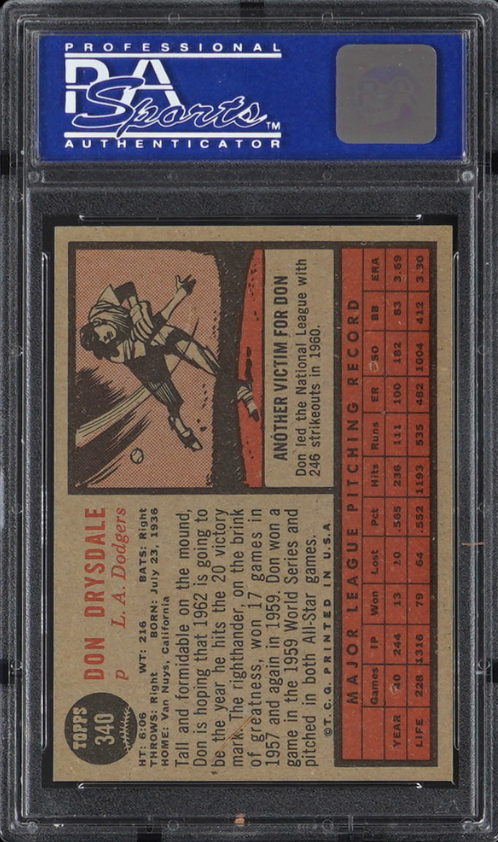 PROFESSIONAL
PSA
Sports™
AUTHENTICATOR
TOPPS
340
DON DRYSDALE
p L. A. Dodgers
HT: 6:06 WT: 216 BATS: Right
THROWS: Right BORN: July 23, 1936
HOME: Van Nuys, California
Tall and formidable on the mound,
Don is hoping that 1962 is going to
be the year he hits the 20 victory
mark. The righthander, on the brink
of greatness, won 17 games in
1957 and again in 1959. Don won a
game in the 1959 World Series and
pitched in both All-Star games.
©T.C.G. PRINTED IN U.S.A.
ANOTHER VICTIM FOR DON
Don led the National League with
246 strikeouts in 1960.
MAJOR LEAGUE PITCHING RECORD
Games IP Won Lost Pct Hits Runs ER SO BB ERA
YEAR 40 244 13 10 .565 236 111 100 182 83 3.69
LIFE 228 1316 79 64 .552 1193 535 482 1004 412 3.30